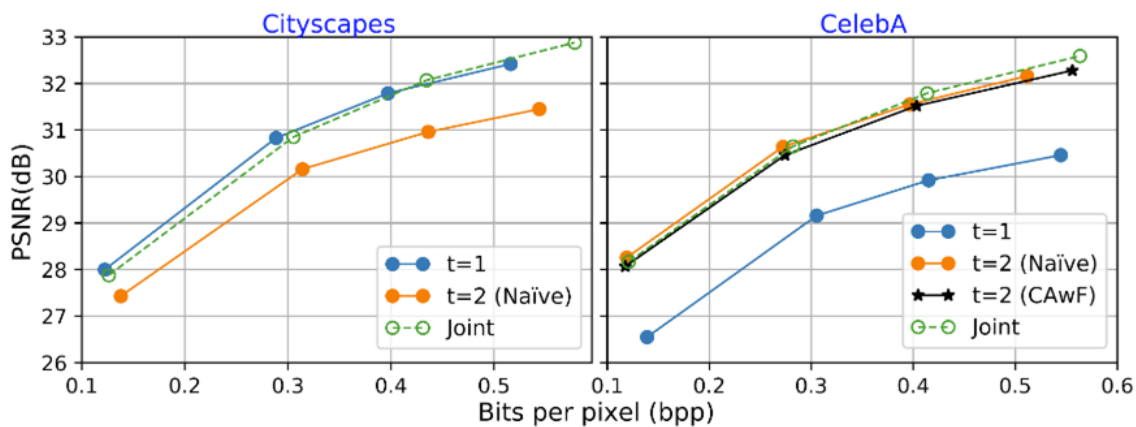 Cityscapes
CelebA
PSNR(dB)
33
32
31
30
29
28
27
26
t=1
t=2 (Naïve)
Joint
t=1
t=2 (Naïve)
t=2 (CAwF)
Joint
0.1 0.2 0.3 0.4 0.5
0.1 0.2 0.3 0.4 0.5 0.6
Bits per pixel (bpp)